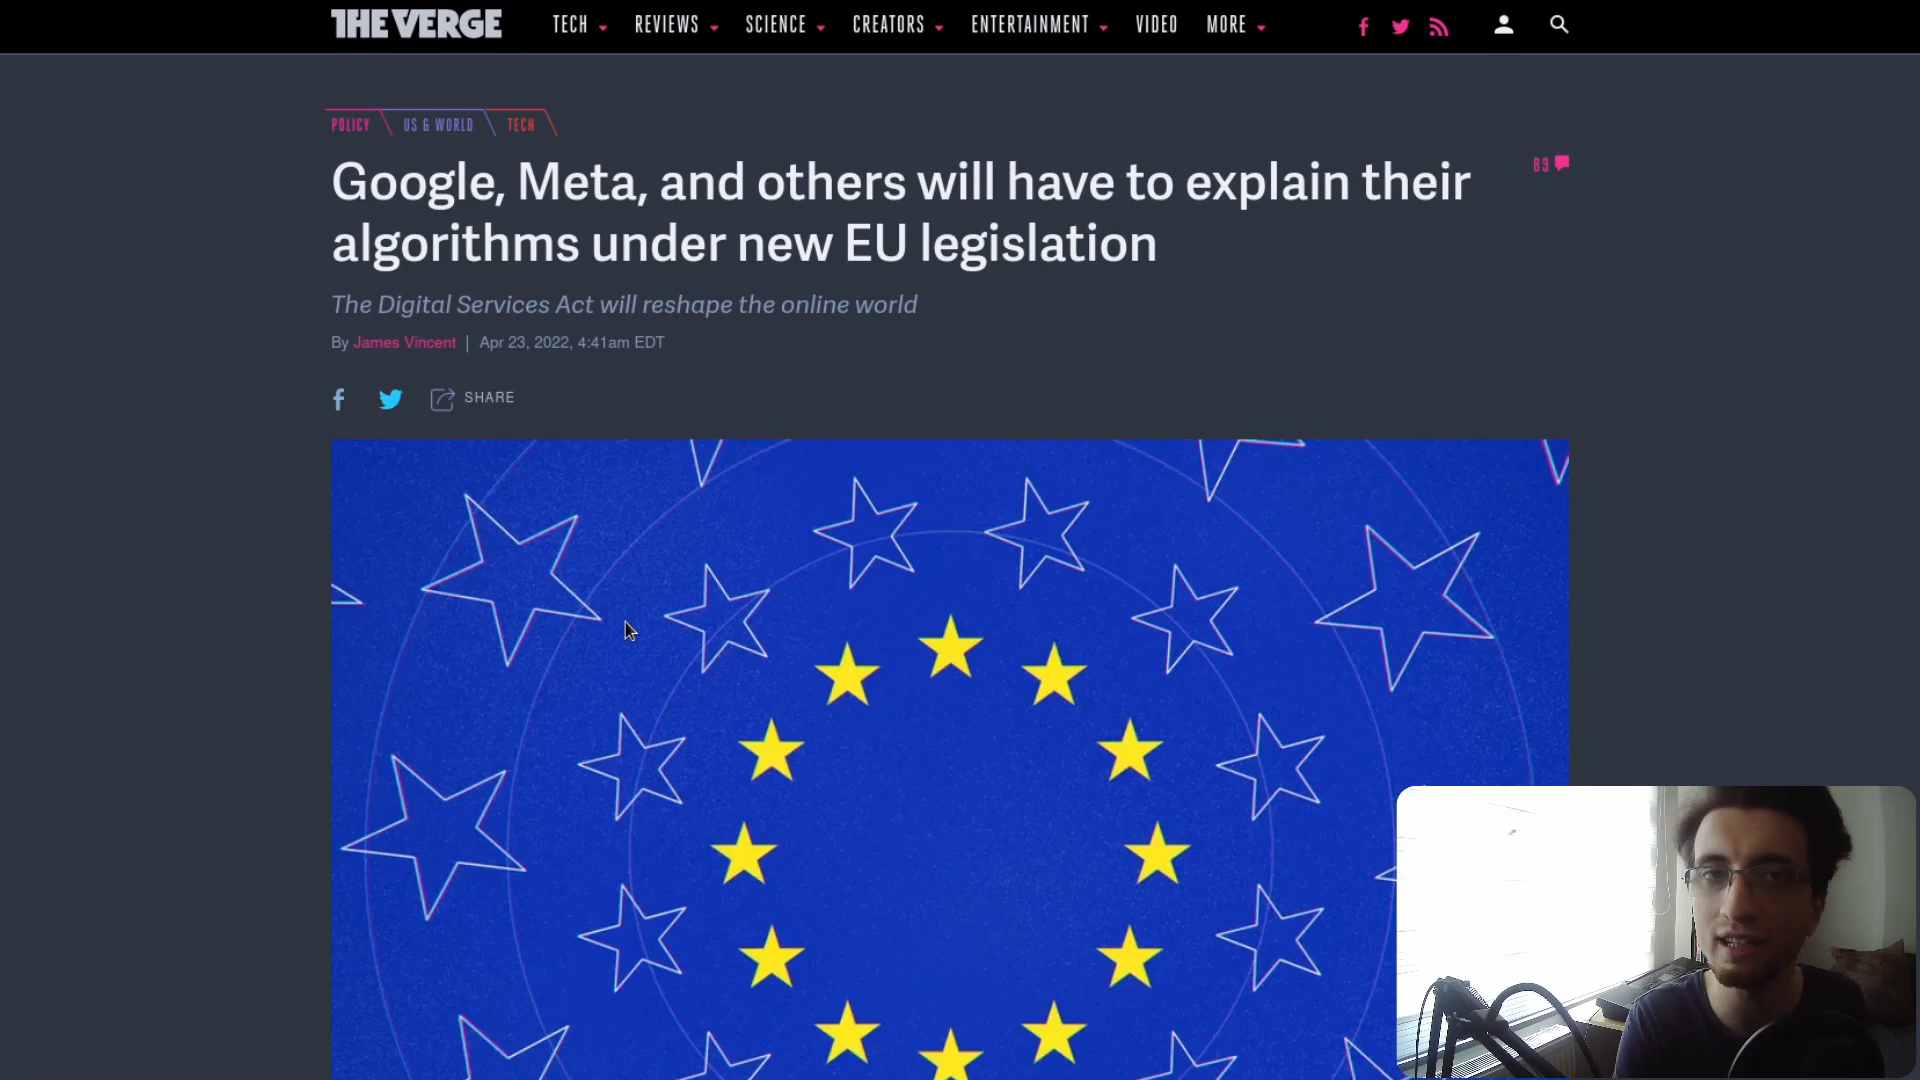 THE VERGE
TECH REVIEWS SCIENCE CREATORS ENTERTAINMENT VIDEO MORE
POLICY US & WORLD TECH
Google, Meta, and others will have to explain their
algorithms under new EU legislation
89
The Digital Services Act will reshape the online world
By James Vincent | Apr 23, 2022, 4:41am EDT
SHARE